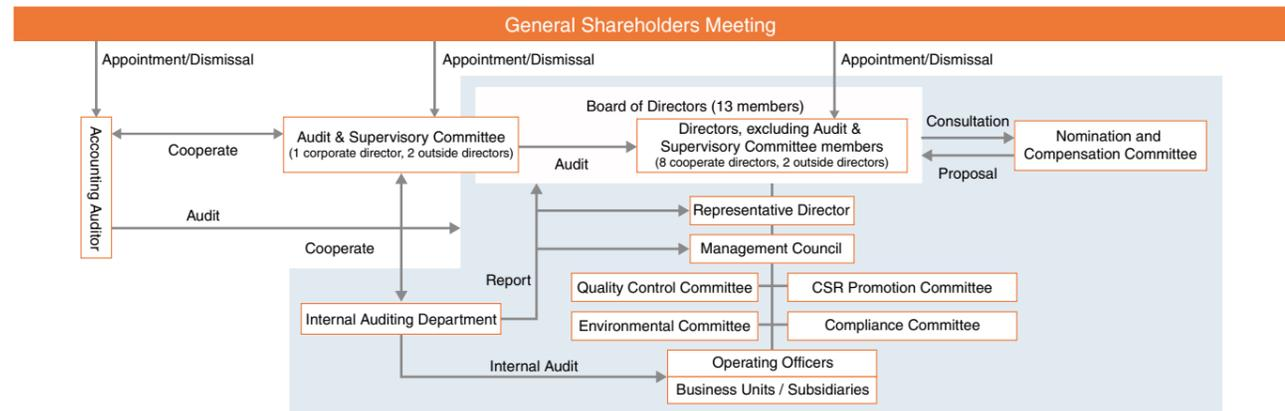 General Shareholders Meeting
Appointment/Dismissal
Appointment/Dismissal
Appointment/Dismissal
Board of Directors (13 members)
Accounting Auditor
Cooperate
Audit & Supervisory Committee
(1 corporate director, 2 outside directors)
Audit
Directors, excluding Audit &
Supervisory Committee members
(8 cooperate directors, 2 outside directors)
Consultation
Proposal
Nomination and
Compensation Committee
Audit
Cooperate
Representative Director
Management Council
Report
Quality Control Committee
CSR Promotion Committee
Internal Auditing Department
Environmental Committee
Compliance Committee
Internal Audit
Operating Officers
Business Units / Subsidiaries